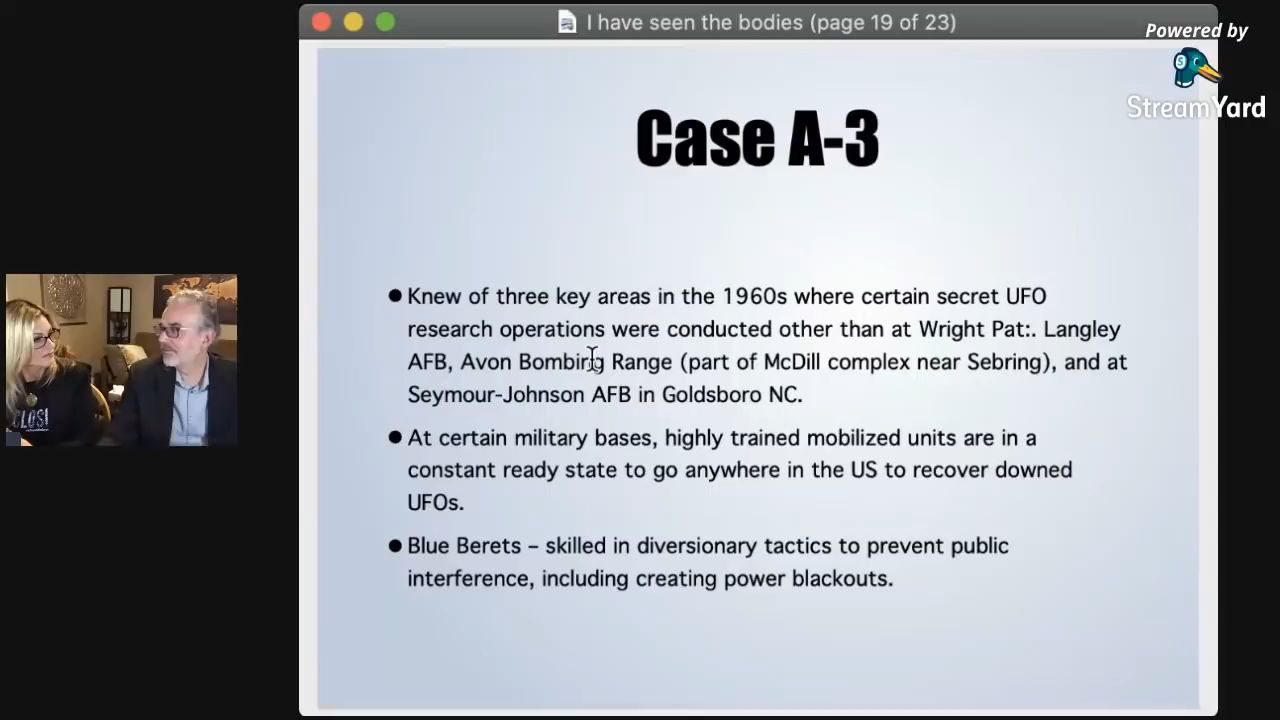 I have seen the bodies (page 19 of 23)
Powered by
StreamYard
Case A-3
● Knew of three key areas in the 1960s where certain secret UFO
research operations were conducted other than at Wright Pat:. Langley
AFB, Avon Bombing Range (part of McDill complex near Sebring), and at
Seymour-Johnson AFB in Goldsboro NC.
● At certain military bases, highly trained mobilized units are in a
constant ready state to go anywhere in the US to recover downed
UFOs.
● Blue Berets – skilled in diversionary tactics to prevent public
interference, including creating power blackouts.
CLOS!